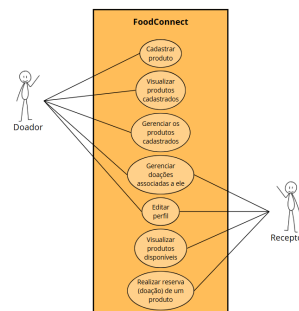 FoodConnect
Cadastrar
produto
Visualizar
produtos
cadastrados
Doador
Gerenciar os
produtos
cadastrados
Gerenciar
doações
associadas a ele
Editar
perfil
Visualizar
produtos
disponíveis
Recepto
Realizar reserva
(doação) de um
produto